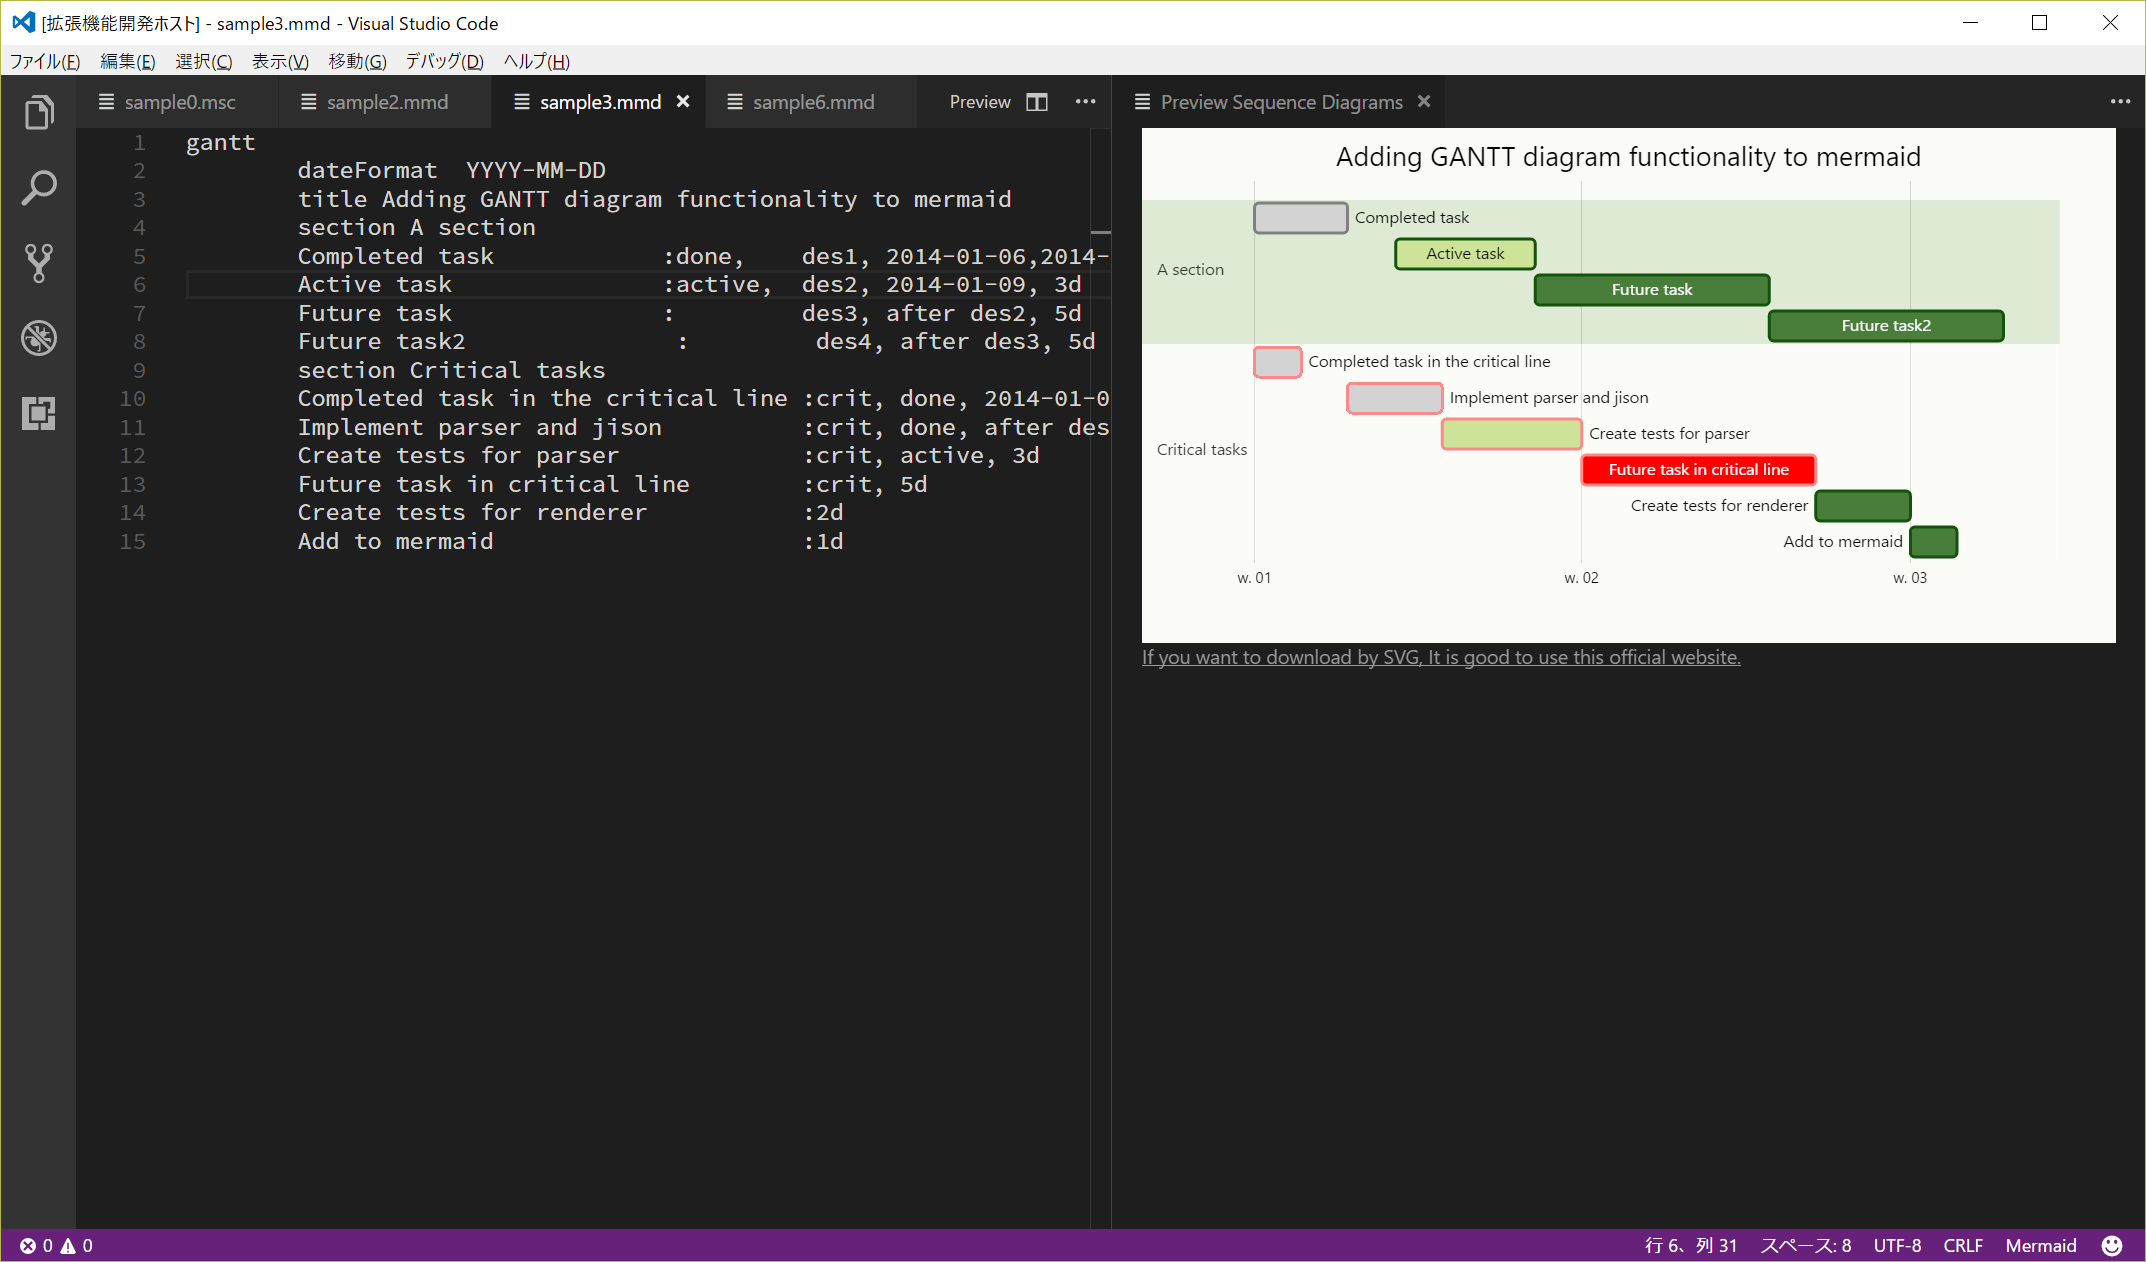 [拡張機能開発ホスト] - sample3.mmd - Visual Studio Code
ファイル(F) 編集(E) 選択(C) 表示(V) 移動(G) デバッグ(D) ヘルプ(H)
sample0.msc sample2.mmd sample3.mmd sample6.mmd Preview
1 gantt
2 dateFormat  YYYY-MM-DD
3 title Adding GANTT diagram functionality to mermaid
4 section A section
5 Completed task :done, des1, 2014-01-06,2014-
6 Active task :active, des2, 2014-01-09, 3d
7 Future task : des3, after des2, 5d
8 Future task2 : des4, after des3, 5d
9 section Critical tasks
10 Completed task in the critical line :crit, done, 2014-01-0
11 Implement parser and jison :crit, done, after des
12 Create tests for parser :crit, active, 3d
13 Future task in critical line :crit, 5d
14 Create tests for renderer :2d
15 Add to mermaid :1d
Preview Sequence Diagrams
Adding GANTT diagram functionality to mermaid
Completed task
Active task
A section
Future task
Future task2
Completed task in the critical line
Implement parser and jison
Create tests for parser
Critical tasks
Future task in critical line
Create tests for renderer
Add to mermaid
w. 01 w. 02 w. 03
If you want to download by SVG, It is good to use this official website.
0 0 行 6、列 31 スペース: 8 UTF-8 CRLF Mermaid